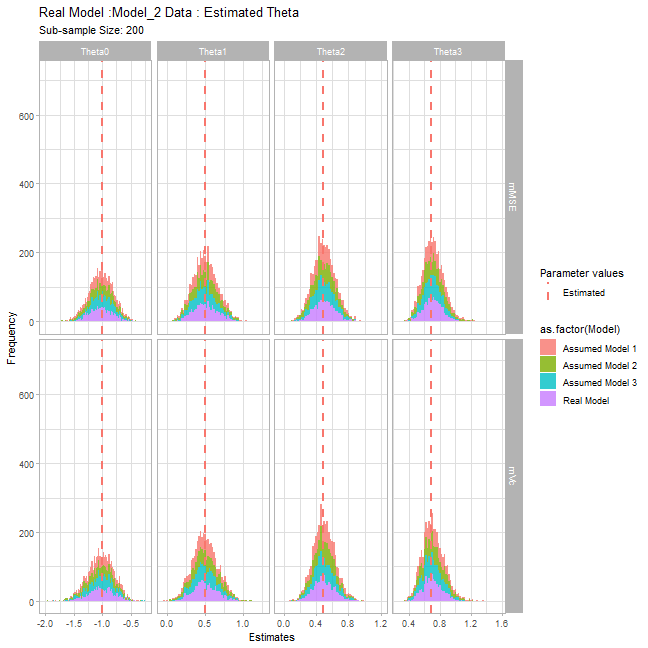 Real Model :Model_2 Data : Estimated Theta
Sub-sample Size: 200
Theta0 Theta1 Theta2 Theta3
600
400
200
0
mMSE
600
400
200
0
mVc
Frequency
-2.0 -1.5 -1.0 -0.5 0.0 0.5 1.0 0.0 0.4 0.8 1.2 0.4 0.8 1.2 1.6
Estimates
Parameter values
Estimated
as.factor(Model)
Assumed Model 1
Assumed Model 2
Assumed Model 3
Real Model